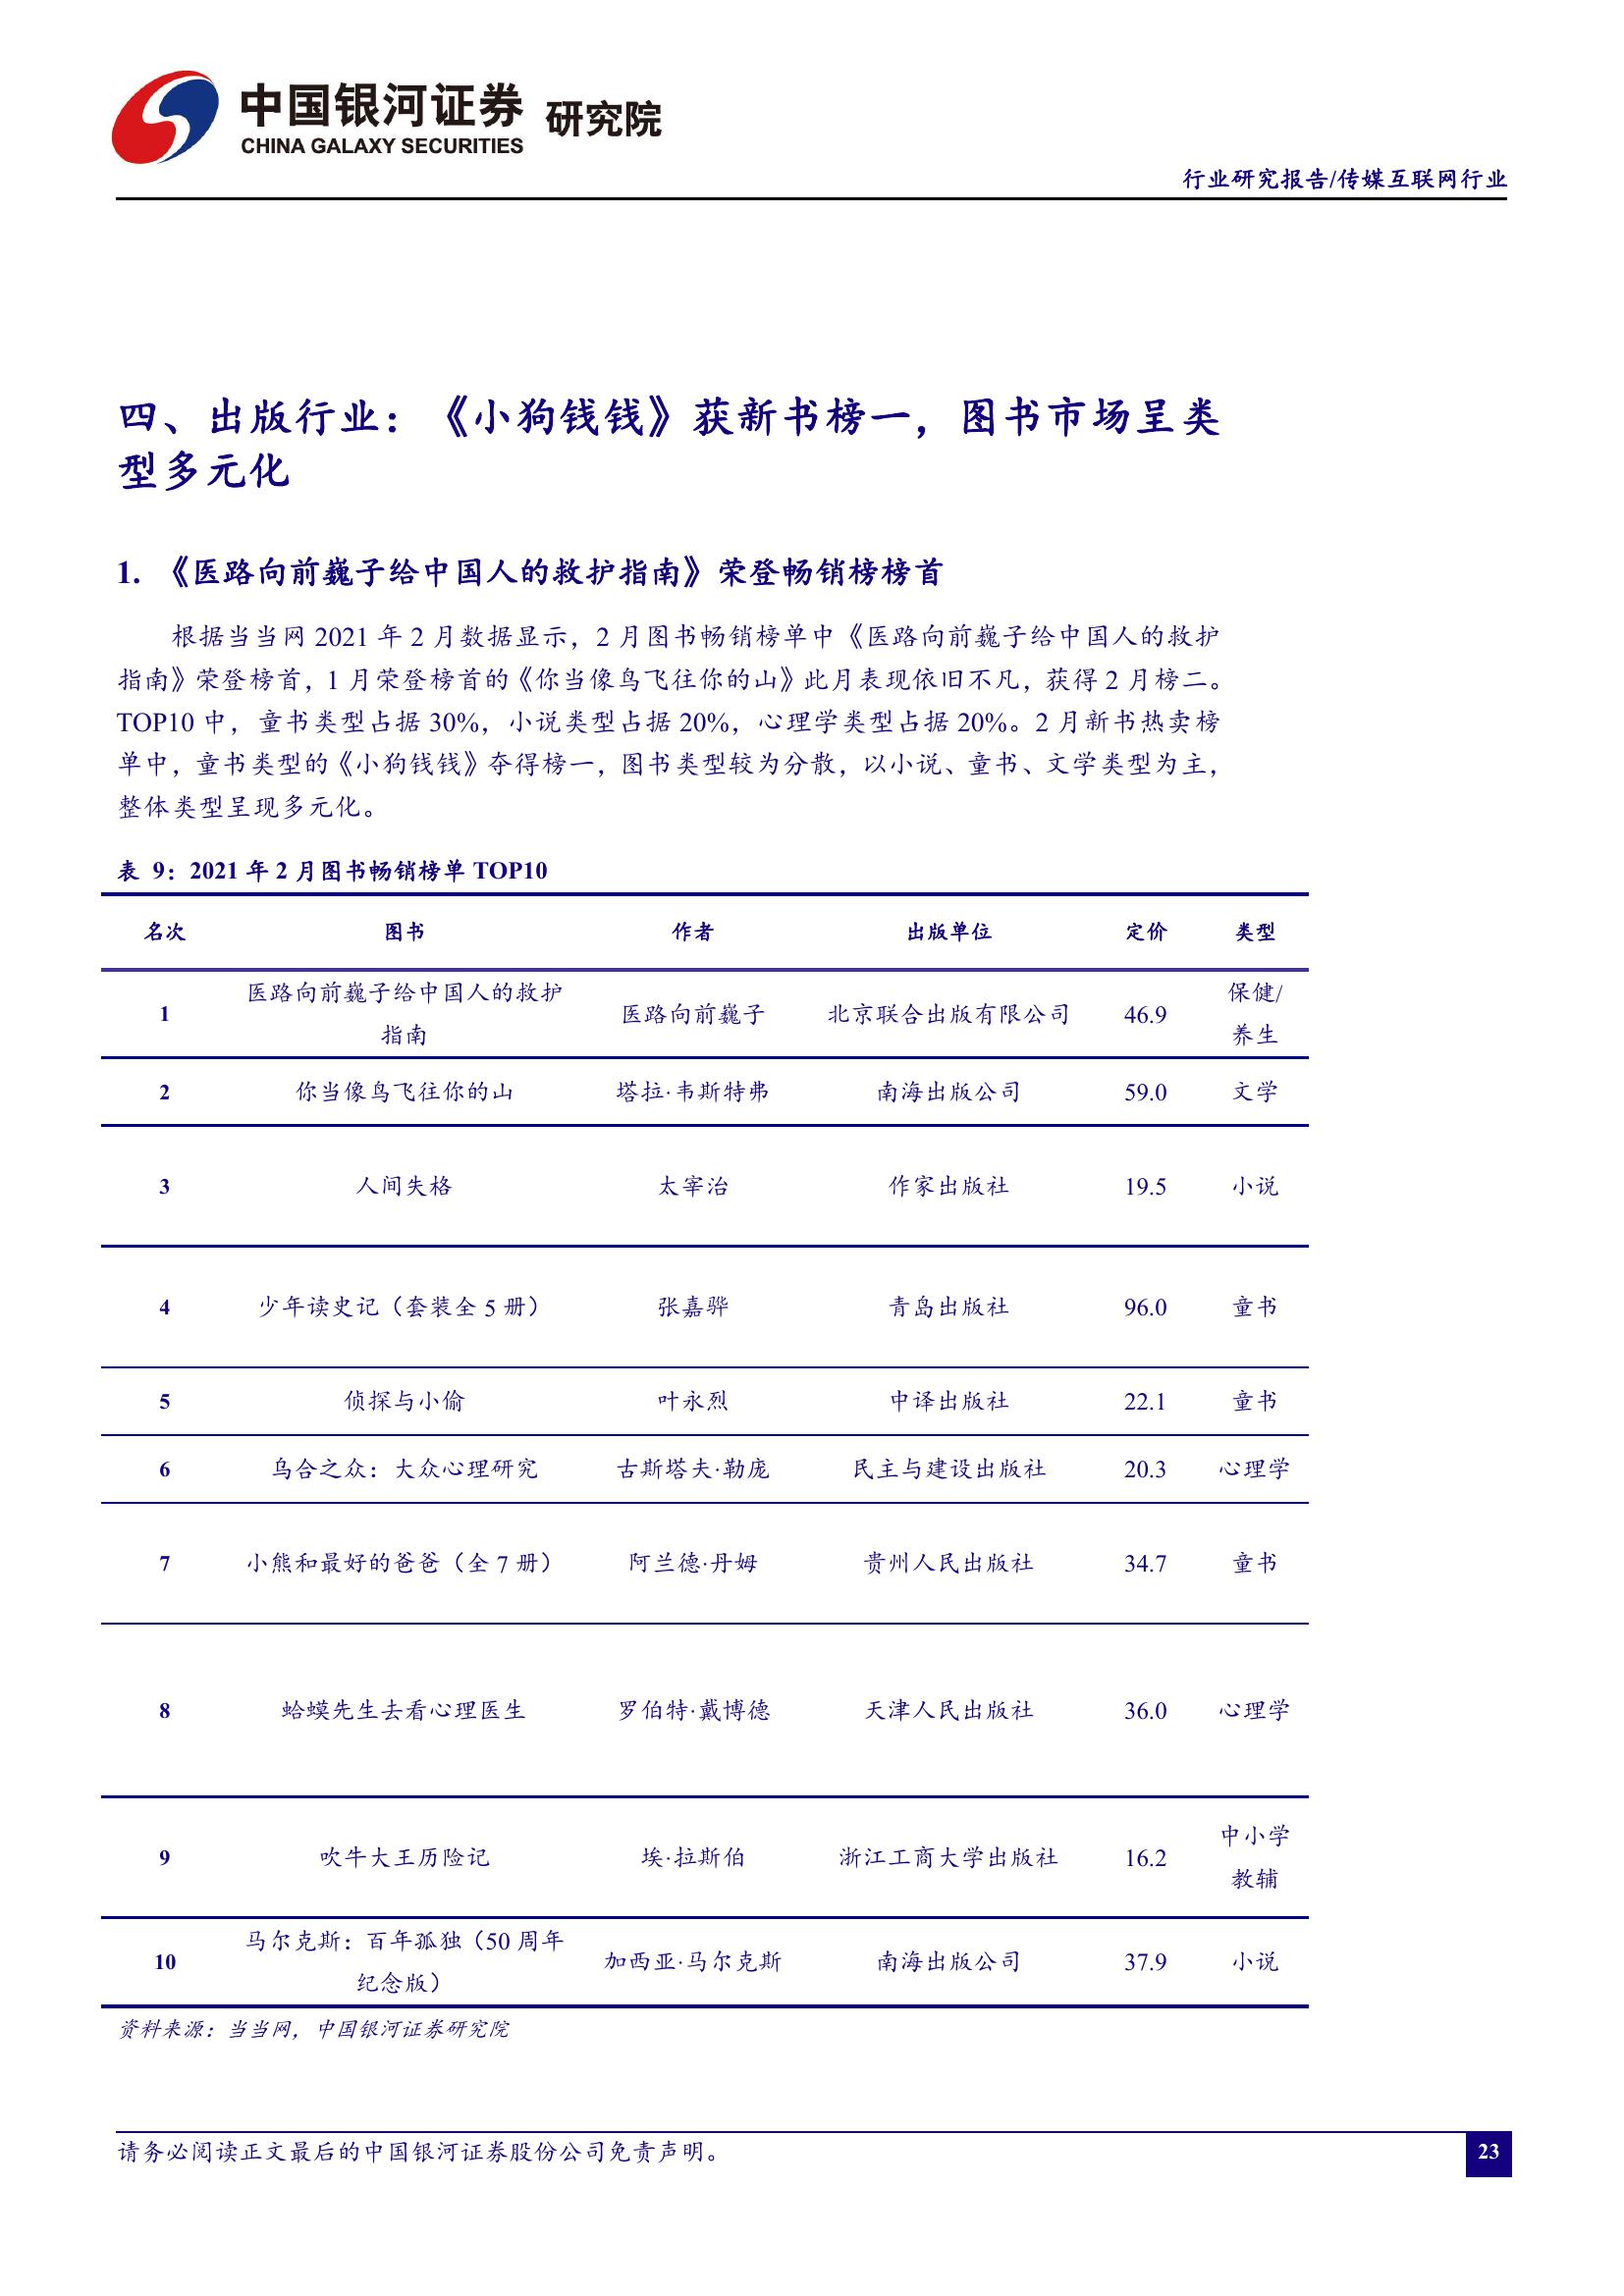 中国银河证券 研究院
CHINA GALAXY SECURITIES
行业研究报告/传媒互联网行业
四、出版行业：《小狗钱钱》获新书榜一，图书市场呈类
型多元化
1. 《医路向前巍子给中国人的救护指南》荣登畅销榜榜首
根据当当网 2021 年 2 月数据显示，2 月图书畅销榜单中《医路向前巍子给中国人的救护
指南》荣登榜首，1 月荣登榜首的《你当像鸟飞往你的山》此月表现依旧不凡，获得 2 月榜二。
TOP10 中，童书类型占据 30%，小说类型占据 20%，心理学类型占据 20%。2 月新书热卖榜
单中，童书类型的《小狗钱钱》夺得榜一，图书类型较为分散，以小说、童书、文学类型为主，
整体类型呈现多元化。
表 9：2021 年 2 月图书畅销榜单 TOP10
名次 图书 作者 出版单位 定价 类型
医路向前巍子给中国人的救护 保健/
1 医路向前巍子 北京联合出版有限公司 46.9
指南 养生
2 你当像鸟飞往你的山 塔拉·韦斯特弗 南海出版公司 59.0 文学
3 人间失格 太宰治 作家出版社 19.5 小说
4 少年读史记（套装全 5 册） 张嘉骅 青岛出版社 96.0 童书
5 侦探与小偷 叶永烈 中译出版社 22.1 童书
6 乌合之众：大众心理研究 古斯塔夫·勒庞 民主与建设出版社 20.3 心理学
7 小熊和最好的爸爸（全 7 册） 阿兰德·丹姆 贵州人民出版社 34.7 童书
8 蛤蟆先生去看心理医生 罗伯特·戴博德 天津人民出版社 36.0 心理学
中小学
9 吹牛大王历险记 埃·拉斯伯 浙江工商大学出版社 16.2
教辅
马尔克斯：百年孤独（50 周年
10 加西亚·马尔克斯 南海出版公司 37.9 小说
纪念版）
资料来源：当当网，中国银河证券研究院
请务必阅读正文最后的中国银河证券股份公司免责声明。
23